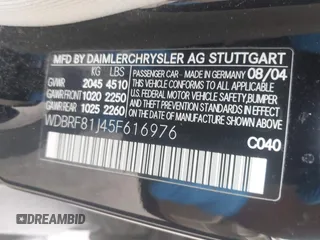 MFD BY DAIMLERCHRYSLER AG STUTTGART
KG LBS PASSENGER CAR GERMANY 08/04
GVWR 2045 4510 THIS VEHICLE CONFORMS TO ALL
GAWR FRONT 1020 2250 APPLICABLE U.S. FEDERAL MOTOR
GAWR REAR 1025 2260 VEHICLE SAFETY, BUMPER AND THEFT
PREVENTION STANDARDS IN EFFECT ON THE
DATE OF MANUFACTURE SHOWN ABOVE.
WDBRF81J45F616976
C040
DREAMBID
DREAMBID.COM